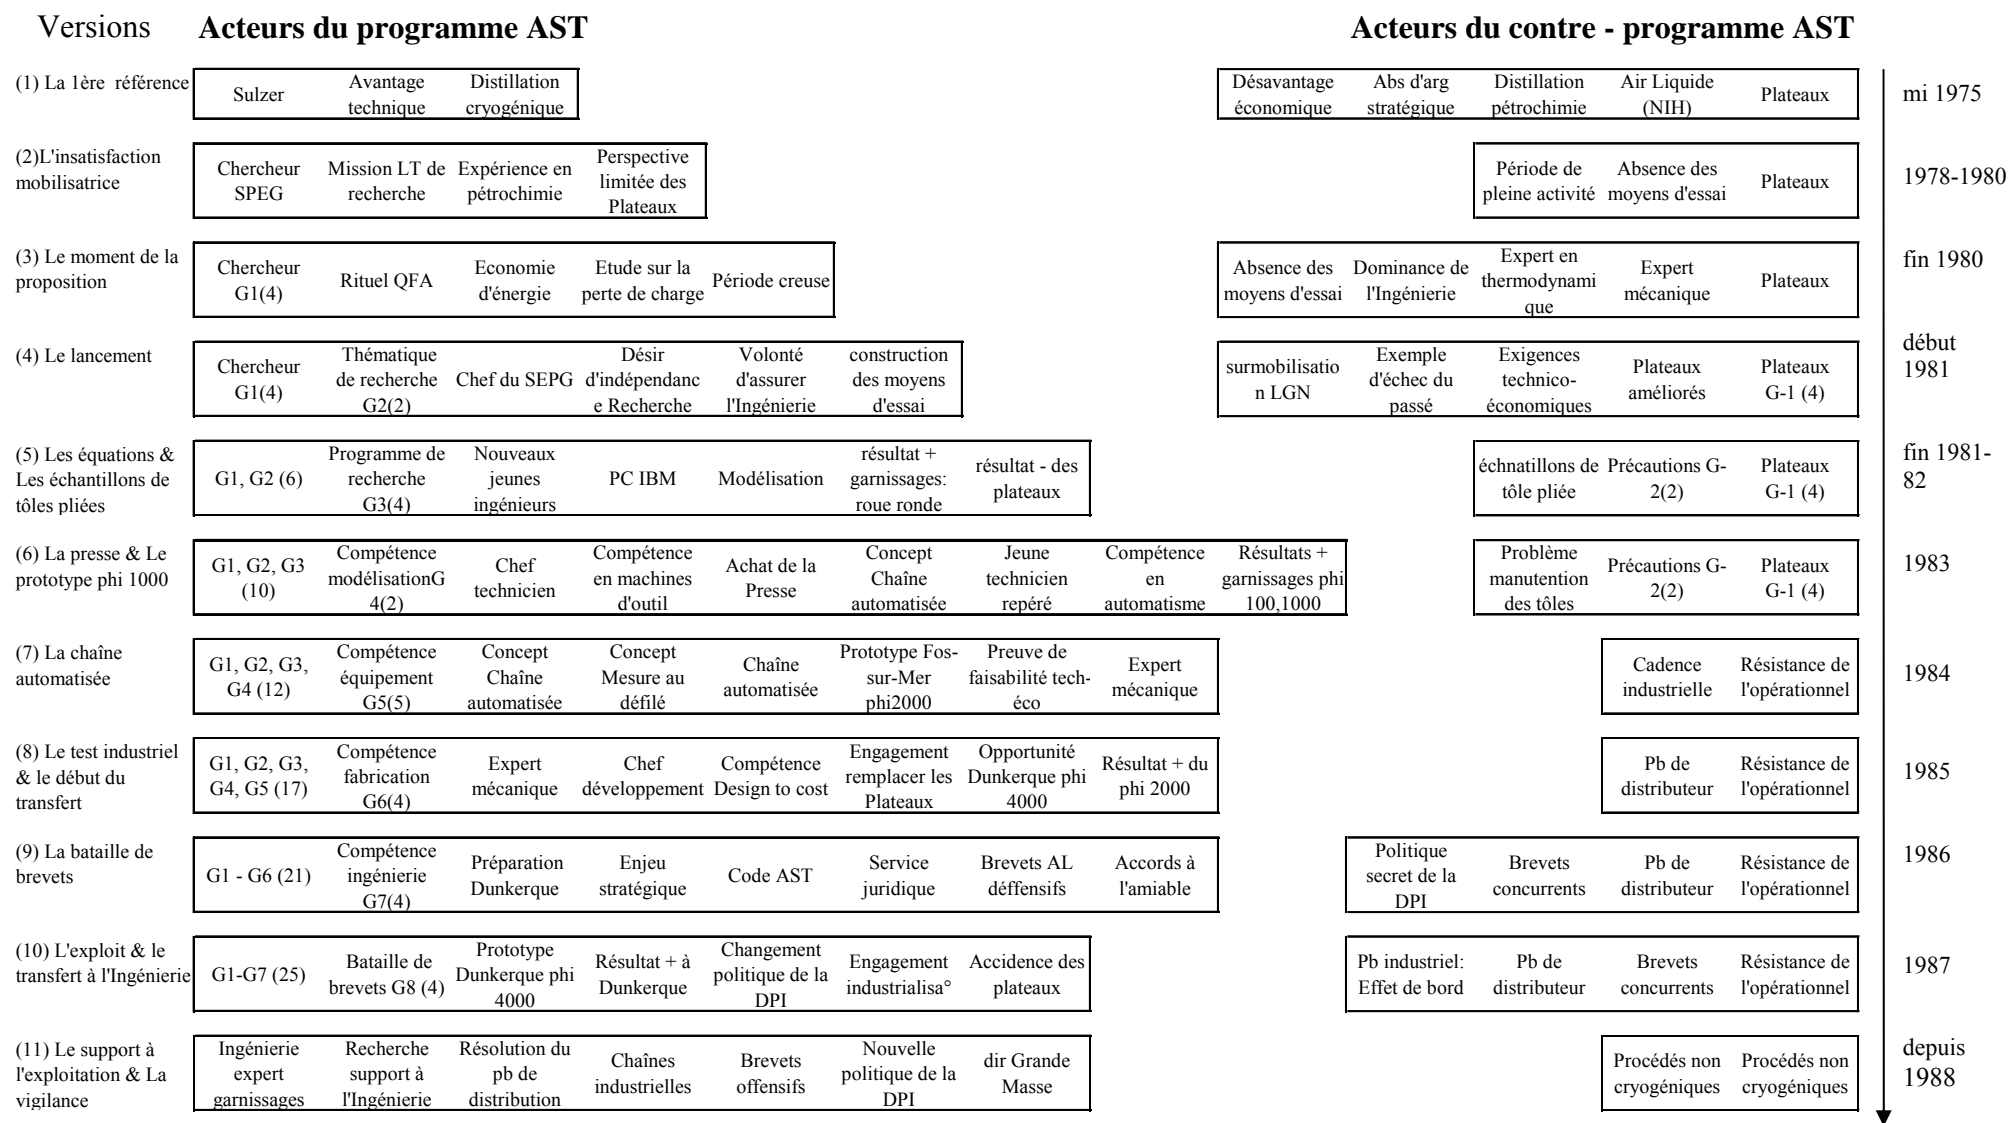 Versions Acteurs du programme AST Acteurs du contre - programme AST
(1) La 1ère référence
Sulzer
Avantage
technique
Distillation
cryogénique
Désavantage
économique
Abs d'arg
stratégique
Distillation
pétrochimie
Air Liquide
(NIH)
Plateaux
mi 1975
(2)L'insatisfaction
mobilisatrice
Chercheur
SPEG
Mission LT de
recherche
Expérience en
pétrochimie
Perspective
limitée des
Plateaux
Période de
pleine activité
Absence des
moyens d'essai
Plateaux
1978-1980
(3) Le moment de la
proposition
Chercheur
G1(4)
Rituel QFA
Economie
d'énergie
Etude sur la
perte de charge
Période creuse
Absence des
moyens d'essai
Dominance de
l'Ingénierie
Expert en
thermodynami
que
Expert
mécanique
Plateaux
fin 1980
(4) Le lancement
Chercheur
G1(4)
Thématique
de recherche
G2(2)
Chef du SEPG
Désir
d'indépendanc
e Recherche
Volonté
d'assurer
l'Ingénierie
construction
des moyens
d'essai
surmobilisatio
n LGN
Exemple
d'échec du
passé
Exigences
technico-
économiques
Plateaux
améliorés
Plateaux
G-1 (4)
début
1981
(5) Les équations &
Les échantillons de
tôles pliées
G1, G2 (6)
Programme de
recherche
G3(4)
Nouveaux
jeunes
ingénieurs
PC IBM
Modélisation
résultat +
garnissages:
roue ronde
résultat - des
plateaux
échnatillons de
tôle pliée
Précautions G-
2(2)
Plateaux
G-1 (4)
fin 1981-
82
(6) La presse & Le
prototype phi 1000
G1, G2, G3
(10)
Compétence
modélisationG
4(2)
Chef
technicien
Compétence
en machines
d'outil
Achat de la
Presse
Concept
Chaîne
automatisée
Jeune
technicien
repéré
Compétence
en
automatisme
Résultats +
garnissages phi
100,1000
Problème
manutention
des tôles
Précautions G-
2(2)
Plateaux
G-1 (4)
1983
(7) La chaîne
automatisée
G1, G2, G3,
G4 (12)
Compétence
équipement
G5(5)
Concept
Chaîne
automatisée
Concept
Mesure au
défilé
Chaîne
automatisée
Prototype Fos-
sur-Mer
phi2000
Preuve de
faisabilité tech-
éco
Expert
mécanique
Cadence
industrielle
Résistance de
l'opérationnel
1984
(8) Le test industriel
& le début du
transfert
G1, G2, G3,
G4, G5 (17)
Compétence
fabrication
G6(4)
Expert
mécanique
Chef
développement
Compétence
Design to cost
Engagement
remplacer les
Plateaux
Opportunité
Dunkerque phi
4000
Résultat + du
phi 2000
Pb de
distributeur
Résistance de
l'opérationnel
1985
(9) La bataille de
brevets
G1 - G6 (21)
Compétence
ingénierie
G7(4)
Préparation
Dunkerque
Enjeu
stratégique
Code AST
Service
juridique
Brevets AL
déffensifs
Accords à
l'amiable
Politique
secret de la
DPI
Brevets
concurrents
Pb de
distributeur
Résistance de
l'opérationnel
1986
(10) L'exploit & le
transfert à l'Ingénierie
G1-G7 (25)
Bataille de
brevets G8 (4)
Prototype
Dunkerque phi
4000
Résultat + à
Dunkerque
Changement
politique de la
DPI
Engagement
industrialisa°
Accidence des
plateaux
Pb industriel:
Effet de bord
Pb de
distributeur
Brevets
concurrents
Résistance de
l'opérationnel
1987
(11) Le support à
l'exploitation & La
vigilance
Ingénierie
expert
garnissages
Recherche
support à
l'Ingénierie
Résolution du
pb de
distribution
Chaînes
industrielles
Brevets
offensifs
Nouvelle
politique de la
DPI
dir Grande
Masse
Procédés non
cryogéniques
Procédés non
cryogéniques
depuis
1988